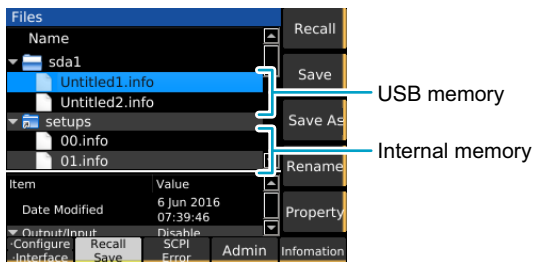 Files
Name
sda1
Untitled1.info
Untitled2.info
setups
00.info
01.info
Item Value
Date Modified 6 Jun 2016
07:39:46
Output/Input Disable
·Configure
·Interface
Recall
Save
SCPI
Error
Admin
Infomation
Recall
Save
Save As
Rename
Property
USB memory
Internal memory